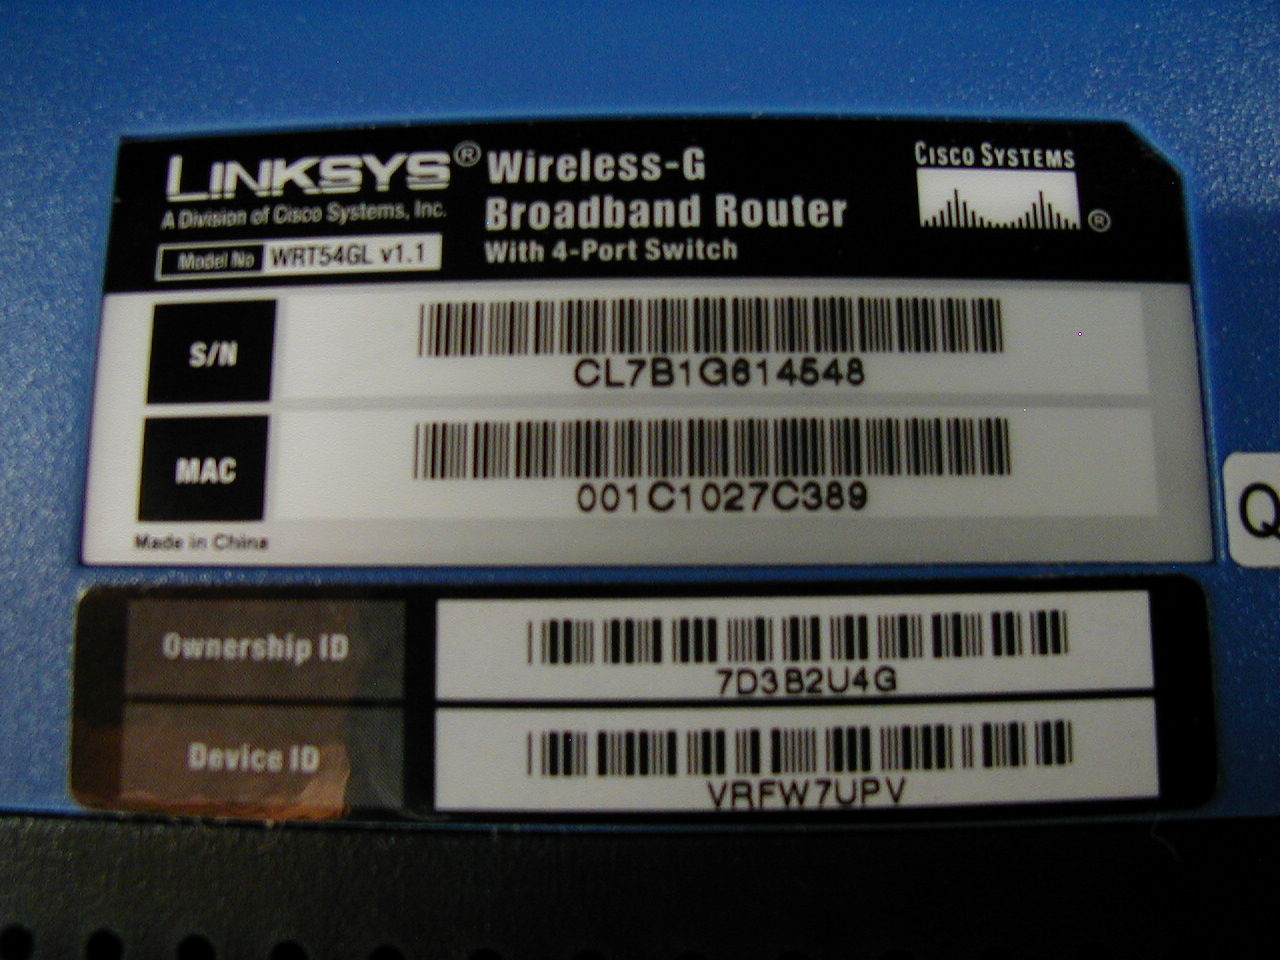 LINKSYS® Wireless-G
Broadband Router
With 4-Port Switch
A Division of Cisco Systems, Inc.
Model No WRT54GL v1.1
CISCO SYSTEMS
®
S/N
CL7B1G614548
MAC
001C1027C389
Made in China
Q
Ownership ID
7D3B2U4G
Device ID
VRFW7UPV